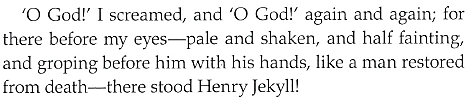 ‘O God!’ I screamed, and ‘O God!’ again and again; for
there before my eyes—pale and shaken, and half fainting,
and groping before him with his hands, like a man restored
from death—there stood Henry Jekyll!